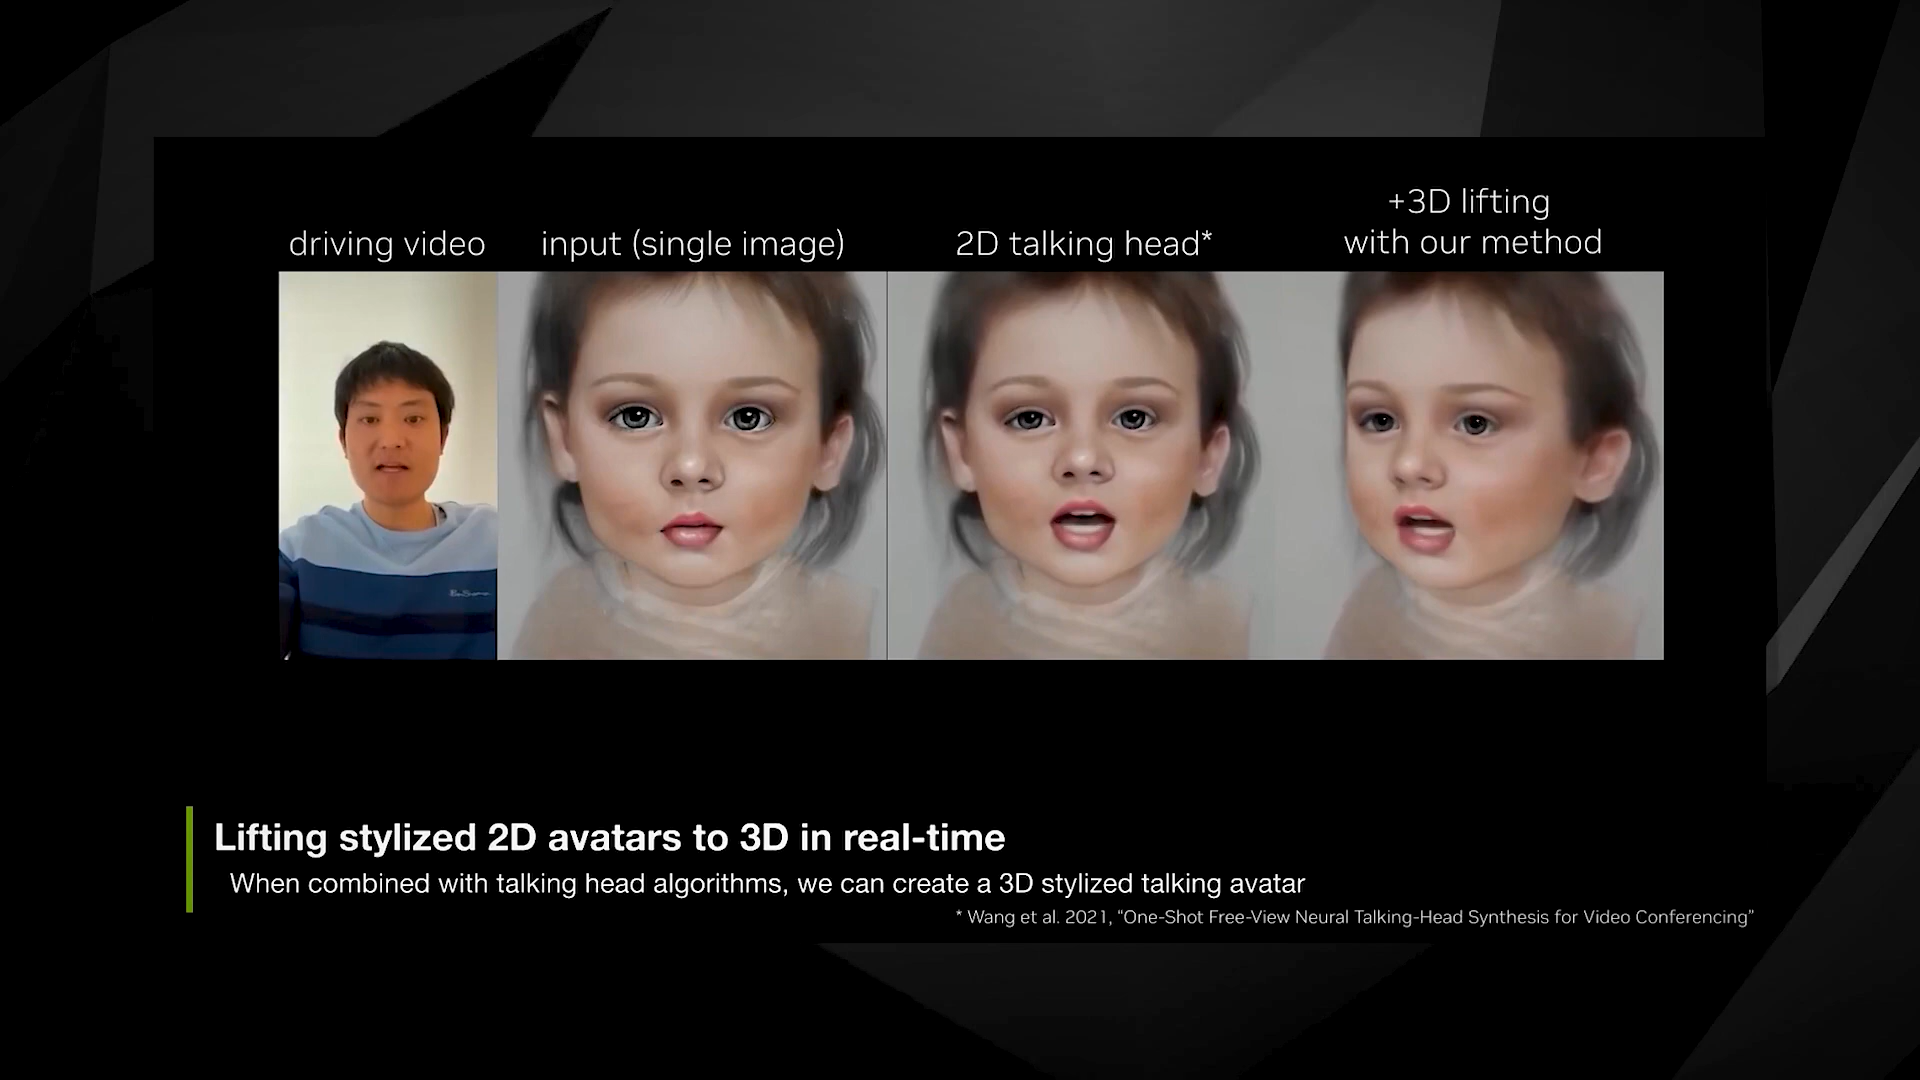 driving video
input (single image)
2D talking head*
+3D lifting
with our method
Lifting stylized 2D avatars to 3D in real-time
When combined with talking head algorithms, we can create a 3D stylized talking avatar
* Wang et al. 2021, “One-Shot Free-View Neural Talking-Head Synthesis for Video Conferencing”